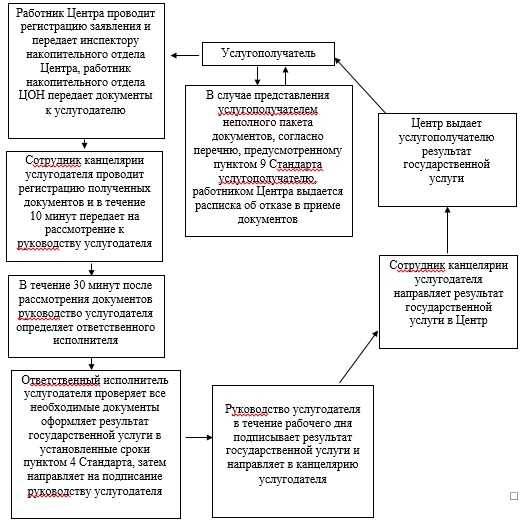 Работник Центра проводит
регистрацию заявления и
передает инспектору
накопительного отдела
Центра, работник
накопительного отдела
ЦОН передает документы
к услугодателю
Услугополучатель
В случае представления
услугополучателем
неполного пакета
документов, согласно
перечню, предусмотренному
пунктом 9 Стандарта
услугополучателю,
работником Центра выдается
расписка об отказе в приеме
документов
Центр выдает
услугополучателю
результат
государственной
услуги
Сотрудник канцелярии
услугодателя проводит
регистрацию полученных
документов и в течение
10 минут передает на
рассмотрение к
руководству услугодателя
Сотрудник канцелярии
услугодателя
направляет результат
государственной
услуги в Центр
В течение 30 минут после
рассмотрения документов
руководство услугодателя
определяет ответственного
исполнителя
Ответственный исполнитель
услугодателя проверяет все
необходимые документы
оформляет результат
государственной услуги в
установленные сроки
пунктом 4 Стандарта, затем
направляет на подписание
руководству услугодателя
Руководство услугодателя
в течение рабочего дня
подписывает результат
государственной услуги и
направляет в канцелярию
услугодателя